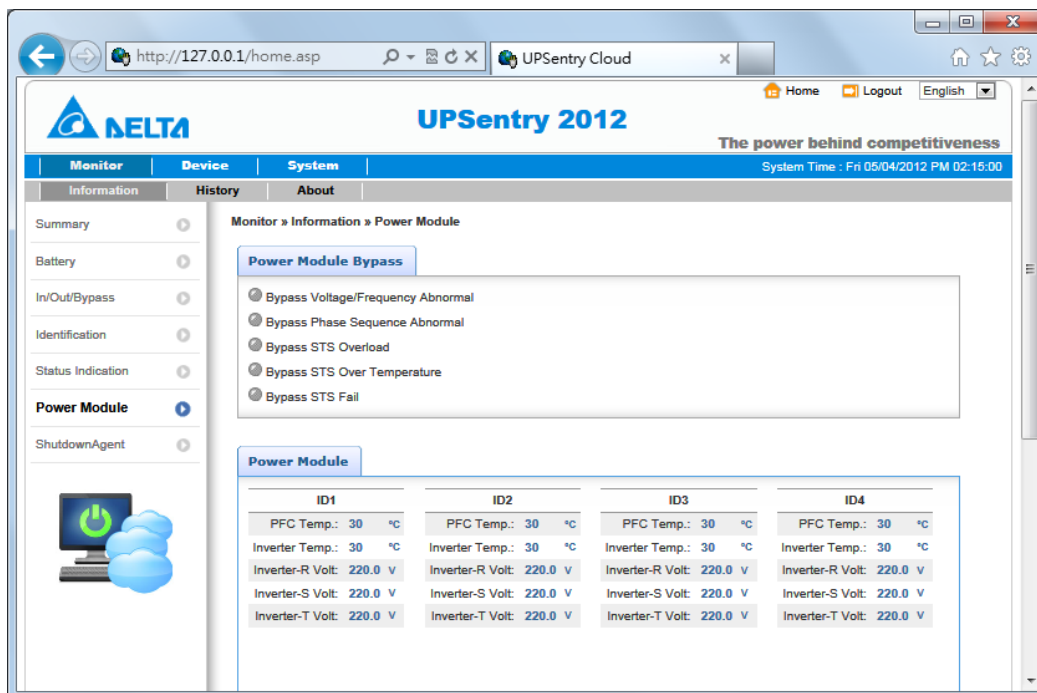 http://127.0.0.1/home.asp
UPSentry Cloud
Home Logout English
DELTA
UPSentry 2012
The power behind competitiveness
Monitor Device System System Time : Fri 05/04/2012 PM 02:15:00
Information History About
Summary
Battery
In/Out/Bypass
Identification
Status Indication
Power Module
ShutdownAgent
Monitor » Information » Power Module
Power Module Bypass
Bypass Voltage/Frequency Abnormal
Bypass Phase Sequence Abnormal
Bypass STS Overload
Bypass STS Over Temperature
Bypass STS Fail
Power Module
ID1 ID2 ID3 ID4
PFC Temp.: 30 °C PFC Temp.: 30 °C PFC Temp.: 30 °C PFC Temp.: 30 °C
Inverter Temp.: 30 °C Inverter Temp.: 30 °C Inverter Temp.: 30 °C Inverter Temp.: 30 °C
Inverter-R Volt: 220.0 V Inverter-R Volt: 220.0 V Inverter-R Volt: 220.0 V Inverter-R Volt: 220.0 V
Inverter-S Volt: 220.0 V Inverter-S Volt: 220.0 V Inverter-S Volt: 220.0 V Inverter-S Volt: 220.0 V
Inverter-T Volt: 220.0 V Inverter-T Volt: 220.0 V Inverter-T Volt: 220.0 V Inverter-T Volt: 220.0 V